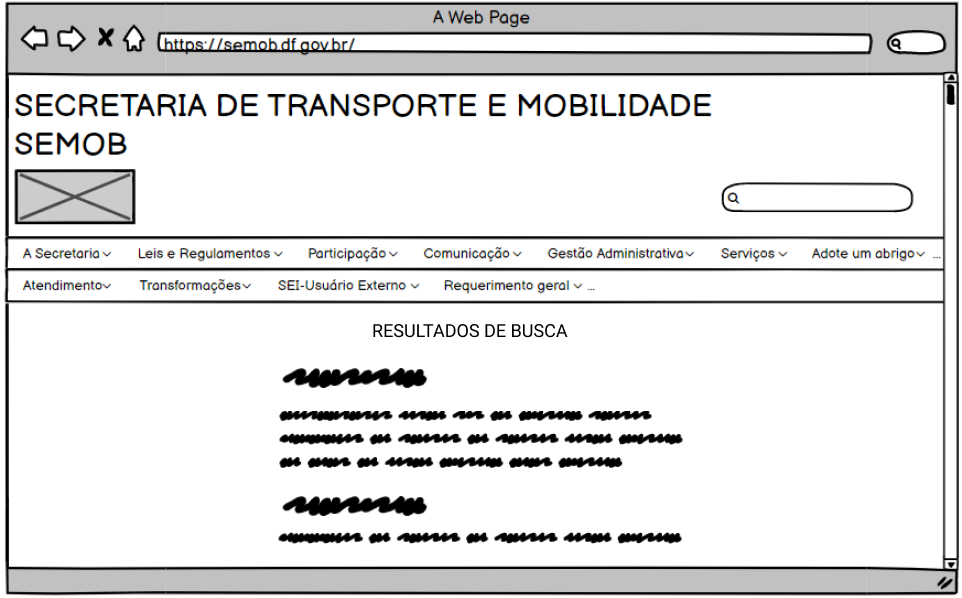 A Web Page
https://semob.df.gov.br/
SECRETARIA DE TRANSPORTE E MOBILIDADE
SEMOB
A Secretaria Leis e Regulamentos Participação Comunicação Gestão Administrativa Serviços Adote um abrigo ...
Atendimento Transformações SEI-Usuário Externo Requerimento geral ...
RESULTADOS DE BUSCA